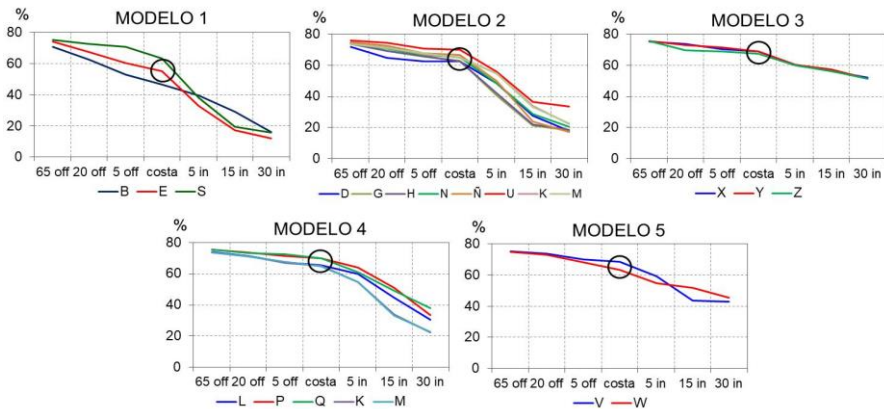 % MODELO 1
80
60
40
20
0
65 off 20 off 5 off costa 5 in 15 in 30 in
B E S
% MODELO 2
80
60
40
20
0
65 off 20 off 5 off costa 5 in 15 in 30 in
D G H N Ñ U K M
% MODELO 3
80
60
40
20
0
65 off 20 off 5 off costa 5 in 15 in 30 in
X Y Z
% MODELO 4
80
60
40
20
0
65 off 20 off 5 off costa 5 in 15 in 30 in
L P Q K M
% MODELO 5
80
60
40
20
0
65 off 20 off 5 off costa 5 in 15 in 30 in
V W